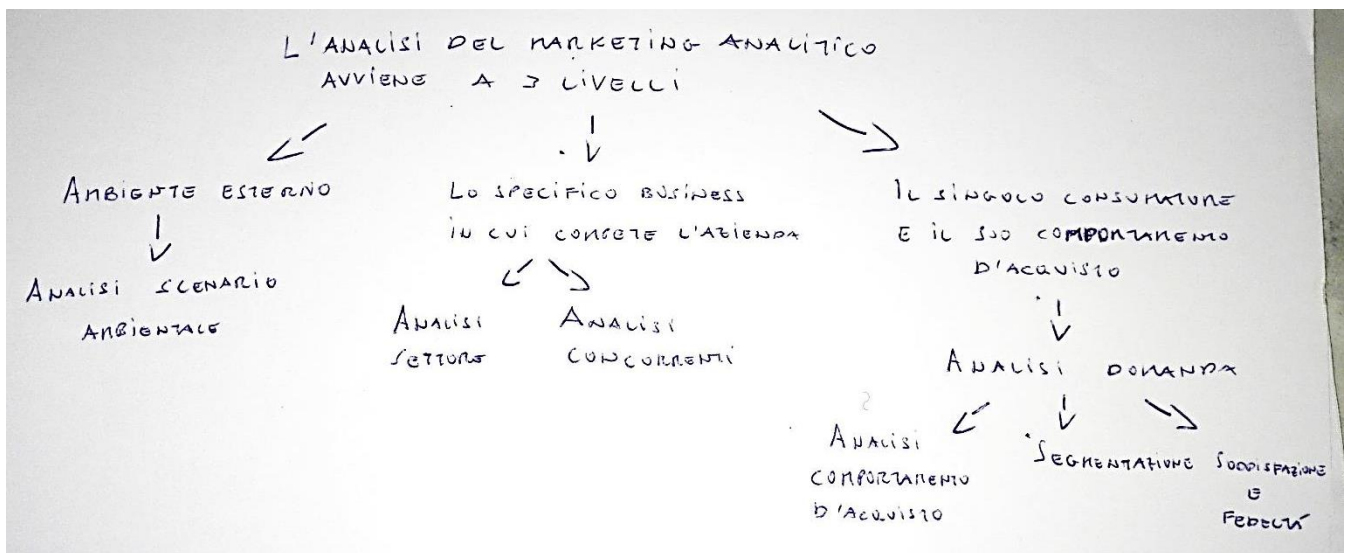 L'ANALISI DEL MARKETING ANALITICO
AVVIENE A 3 LIVELLI
AMBIENTE ESTERNO
ANALISI SCENARIO
AMBIENTALE
LO SPECIFICO BUSINESS
IN CUI COMPETE L'AZIENDA
ANALISI
SETTORE
ANALISI
CONCORRENTI
IL SINGOLO CONSUMATORE
E IL SUO COMPORTAMENTO
D'ACQUISTO
ANALISI DOMANDA
ANALISI
COMPORTAMENTO
D'ACQUISTO
SEGMENTAZIONE
SODDISFAZIONE
E
FEDELTÁ